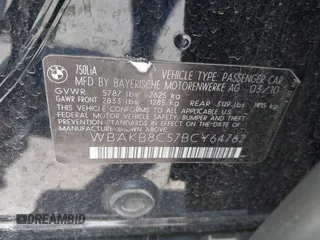 750LiA
VEHICLE TYPE PASSENGER CAR
MFD BY BAYERISCHE MOTORENWERKE AG 03/10
GVWR 5787 lbs 2625 kg
GAWR FRONT 2833 lbs 1285 kg REAR
THIS VEHICLE CONFORMS TO ALL APPLICABLE
FEDERAL MOTOR VEHICLE SAFETY, BUMPER AND
THEFT PREVENTION STANDARDS IN EFFECT ON THE
DATE OF MANUFACTURE SHOWN ABOVE
WBAKB8C57BCY64787
DREAMBID